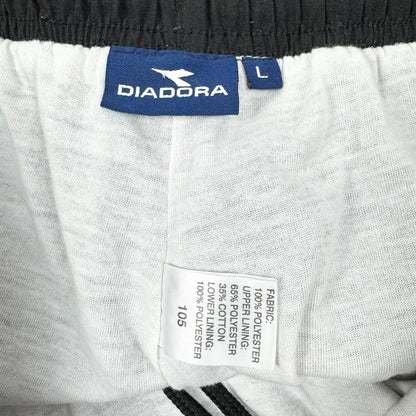 DIADORA
L
FABRIC:
100% POLYESTER
UPPER LINING:
65% POLYESTER
35% COTTON
LOWER LINING:
100% POLYESTER
105